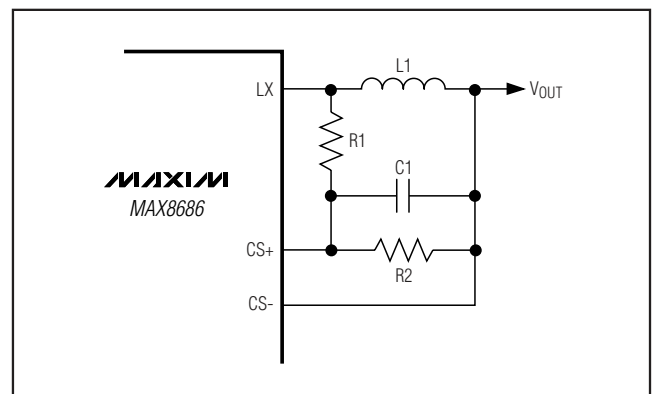 L1
LX
VOUT
R1
C1
MAXIM
MAX8686
CS+
R2
CS-